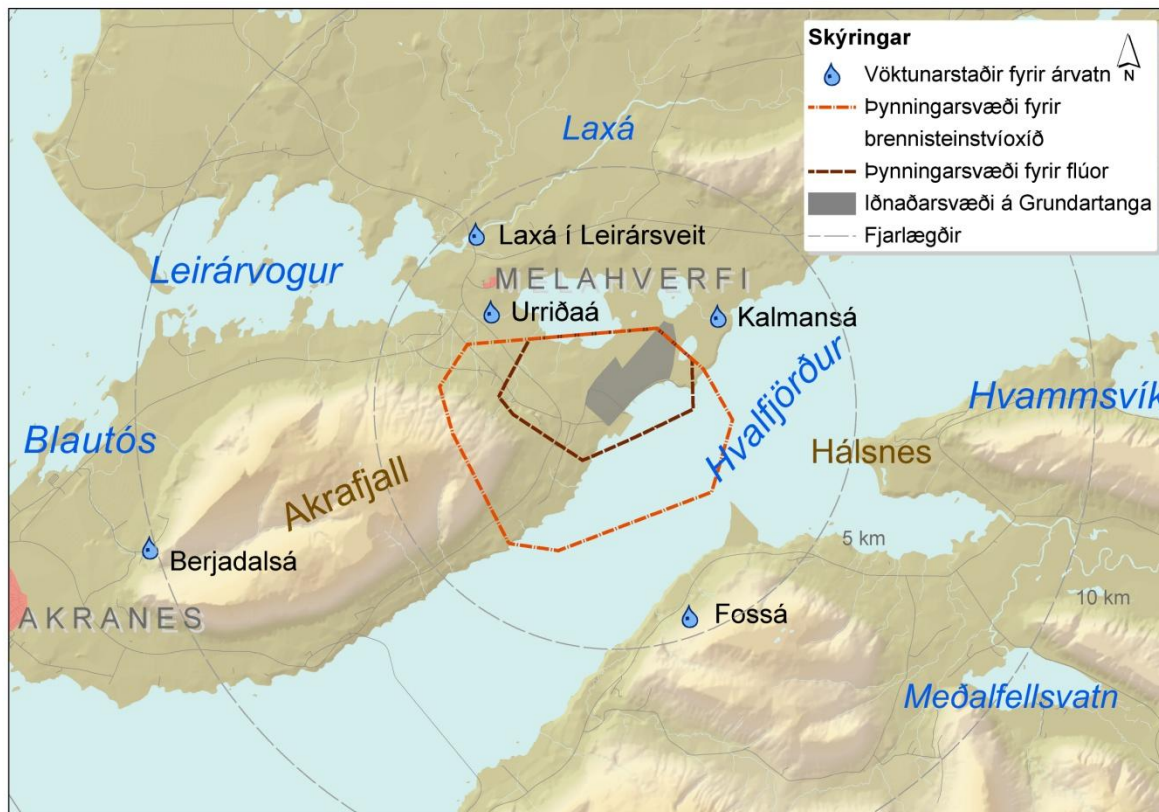 Skýringar
N
Vöktunarstaðir fyrir árvatn
Þynningarsvæði fyrir
brennisteinstvíoxíð
Þynningarsvæði fyrir flúor
Iðnaðarsvæði á Grundartanga
Fjarlægðir
Laxá
Laxá í Leirársveit
Leirárvogur
MELAHVERFI
Urriðaá
Kalmansá
Hvalfjörður
Hvammsvík
Blautós
Hálsnes
Akrafjall
5 km
Berjadalsá
10 km
AKRANES
Fossá
Meðalfellsvatn